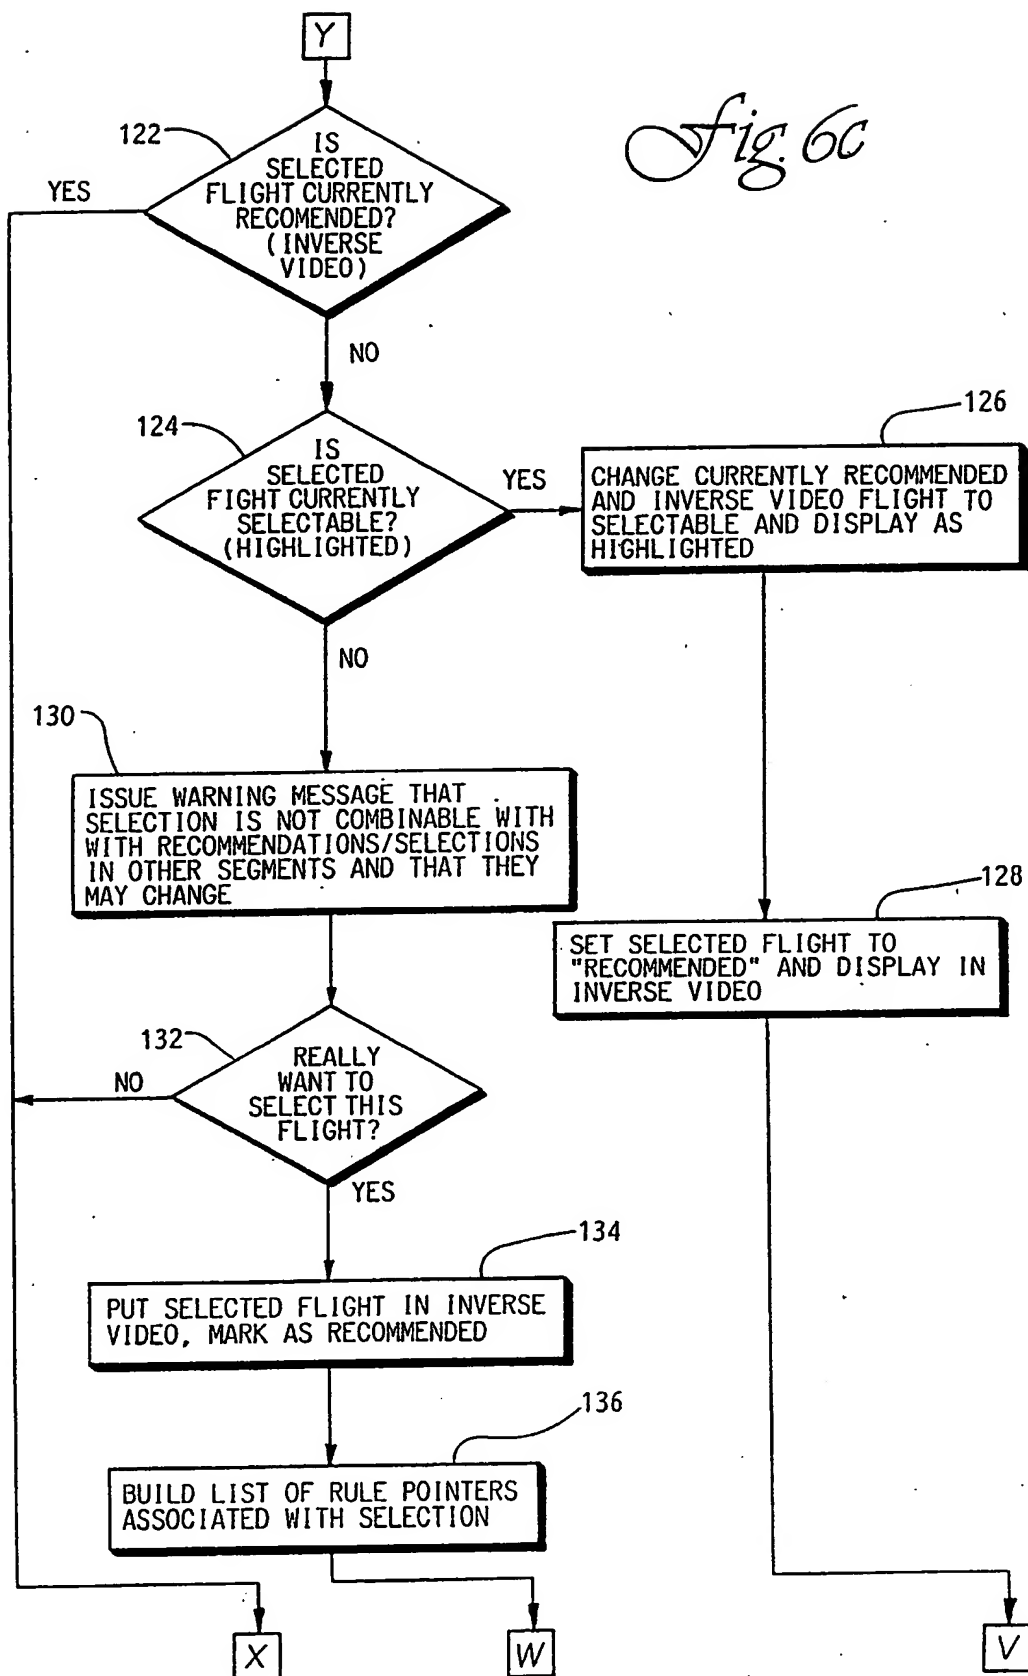 Y
Fig. 6c
122
IS
SELECTED
FLIGHT CURRENTLY
RECOMENDED?
(INVERSE
VIDEO)
YES
NO
124
IS
SELECTED
FIGHT CURRENTLY
SELECTABLE?
(HIGHLIGHTED)
YES
126
CHANGE CURRENTLY RECOMMENDED
AND INVERSE VIDEO FLIGHT TO
SELECTABLE AND DISPLAY AS
HIGHLIGHTED
NO
130
ISSUE WARNING MESSAGE THAT
SELECTION IS NOT COMBINABLE WITH
WITH RECOMMENDATIONS/SELECTIONS
IN OTHER SEGMENTS AND THAT THEY
MAY CHANGE
128
SET SELECTED FLIGHT TO
"RECOMMENDED" AND DISPLAY IN
INVERSE VIDEO
132
REALLY
WANT TO
SELECT THIS
FLIGHT?
NO
YES
134
PUT SELECTED FLIGHT IN INVERSE
VIDEO, MARK AS RECOMMENDED
136
BUILD LIST OF RULE POINTERS
ASSOCIATED WITH SELECTION
X
W
V